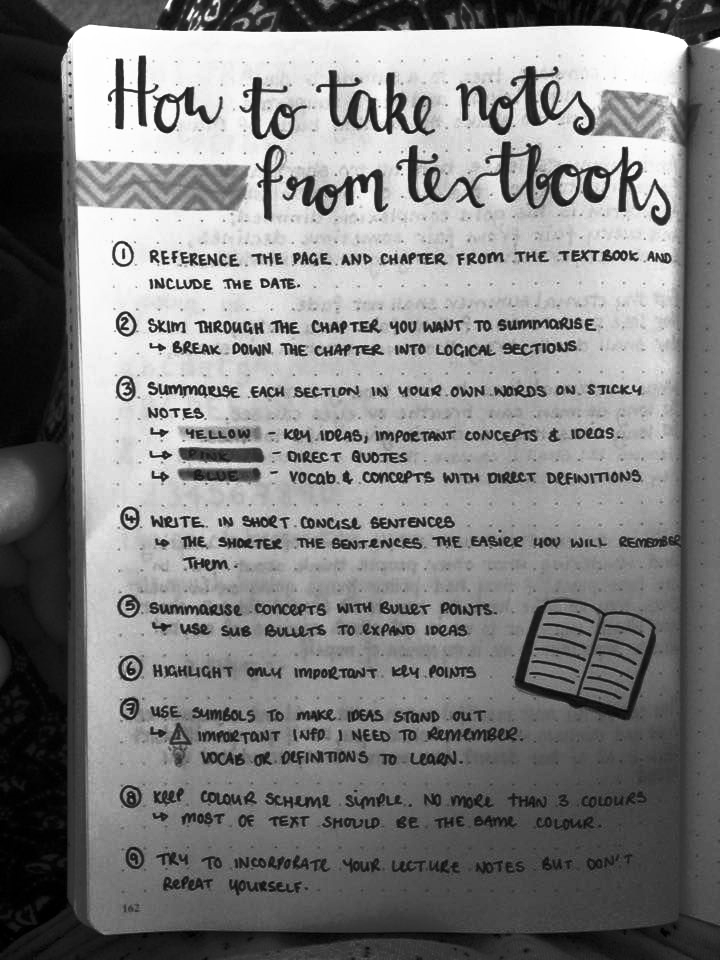 How to take notes
from textbooks
① REFERENCE THE PAGE AND CHAPTER FROM THE TEXTBOOK AND
INCLUDE THE DATE.
② SKIM THROUGH THE CHAPTER YOU WANT TO SUMMARISE.
↳ BREAK DOWN THE CHAPTER INTO LOGICAL SECTIONS
③ SUMMARISE EACH SECTION IN YOUR OWN WORDS ON STICKY
NOTES.
↳ YELLOW - KEY IDEAS, IMPORTANT CONCEPTS & IDEAS.
↳ PINK - DIRECT QUOTES
↳ BLUE - VOCAB & CONCEPTS WITH DIRECT DEFINITIONS
④ WRITE IN SHORT CONCISE SENTENCES
↳ THE SHORTER THE SENTENCES THE EASIER YOU WILL REMEMBER
THEM.
⑤ SUMMARISE CONCEPTS WITH BULLET POINTS.
↳ USE SUB BULLETS TO EXPAND IDEAS
⑥ HIGHLIGHT ONLY IMPORTANT KEY POINTS
⑦ USE SYMBOLS TO MAKE IDEAS STAND OUT
↳ ⚠ IMPORTANT INFO I NEED TO REMEMBER.
VOCAB OR DEFINITIONS TO LEARN.
⑧ KEEP COLOUR SCHEME SIMPLE. NO MORE THAN 3 COLOURS
↳ MOST OF TEXT SHOULD BE THE SAME COLOUR.
⑨ TRY TO INCORPORATE YOUR LECTURE NOTES BUT DON'T
REPEAT YOURSELF.
162